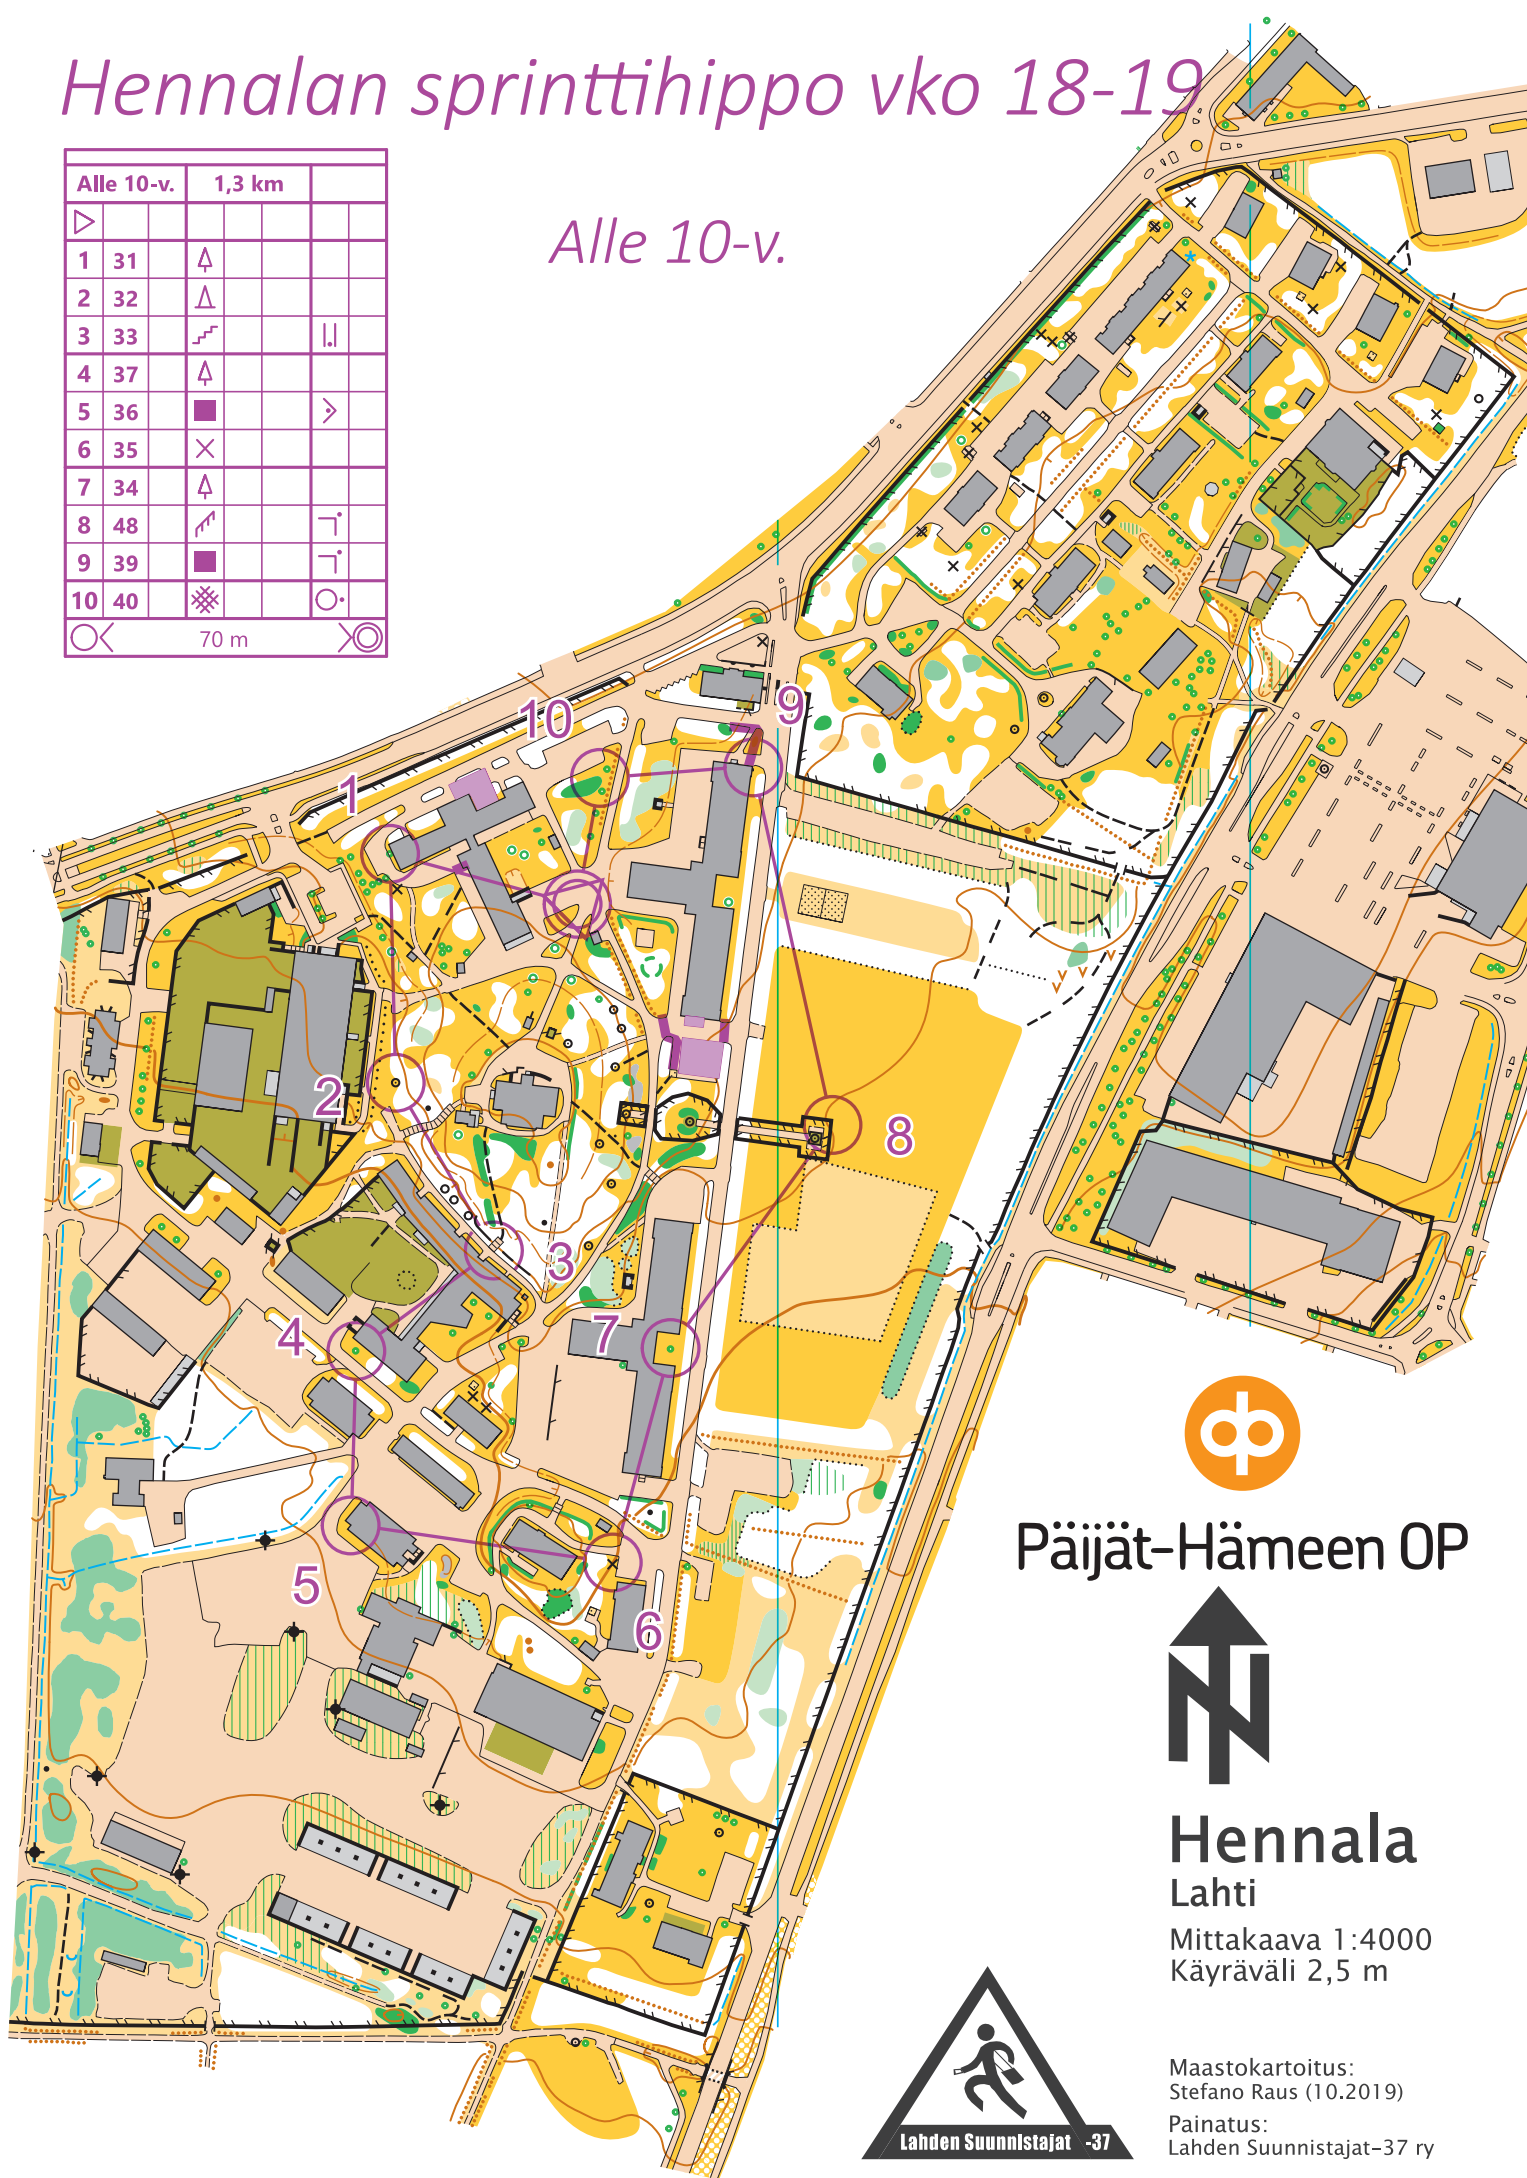 Hennalan sprinttihippo vko 18-19
Alle 10-v.
Alle 10-v. 1,3 km
1 31
2 32
3 33
4 37
5 36
6 35
7 34
8 48
9 39
10 40
70 m
9
10
1
2
8
3
7
4
5
6
Päijät-Hämeen OP
N
Hennala
Lahti
Mittakaava 1:4000
Käyräväli 2,5 m
Maastokartoitus:
Stefano Raus (10.2019)
Painatus:
Lahden Suunnistajat-37 ry
Lahden Suunnistajat -37